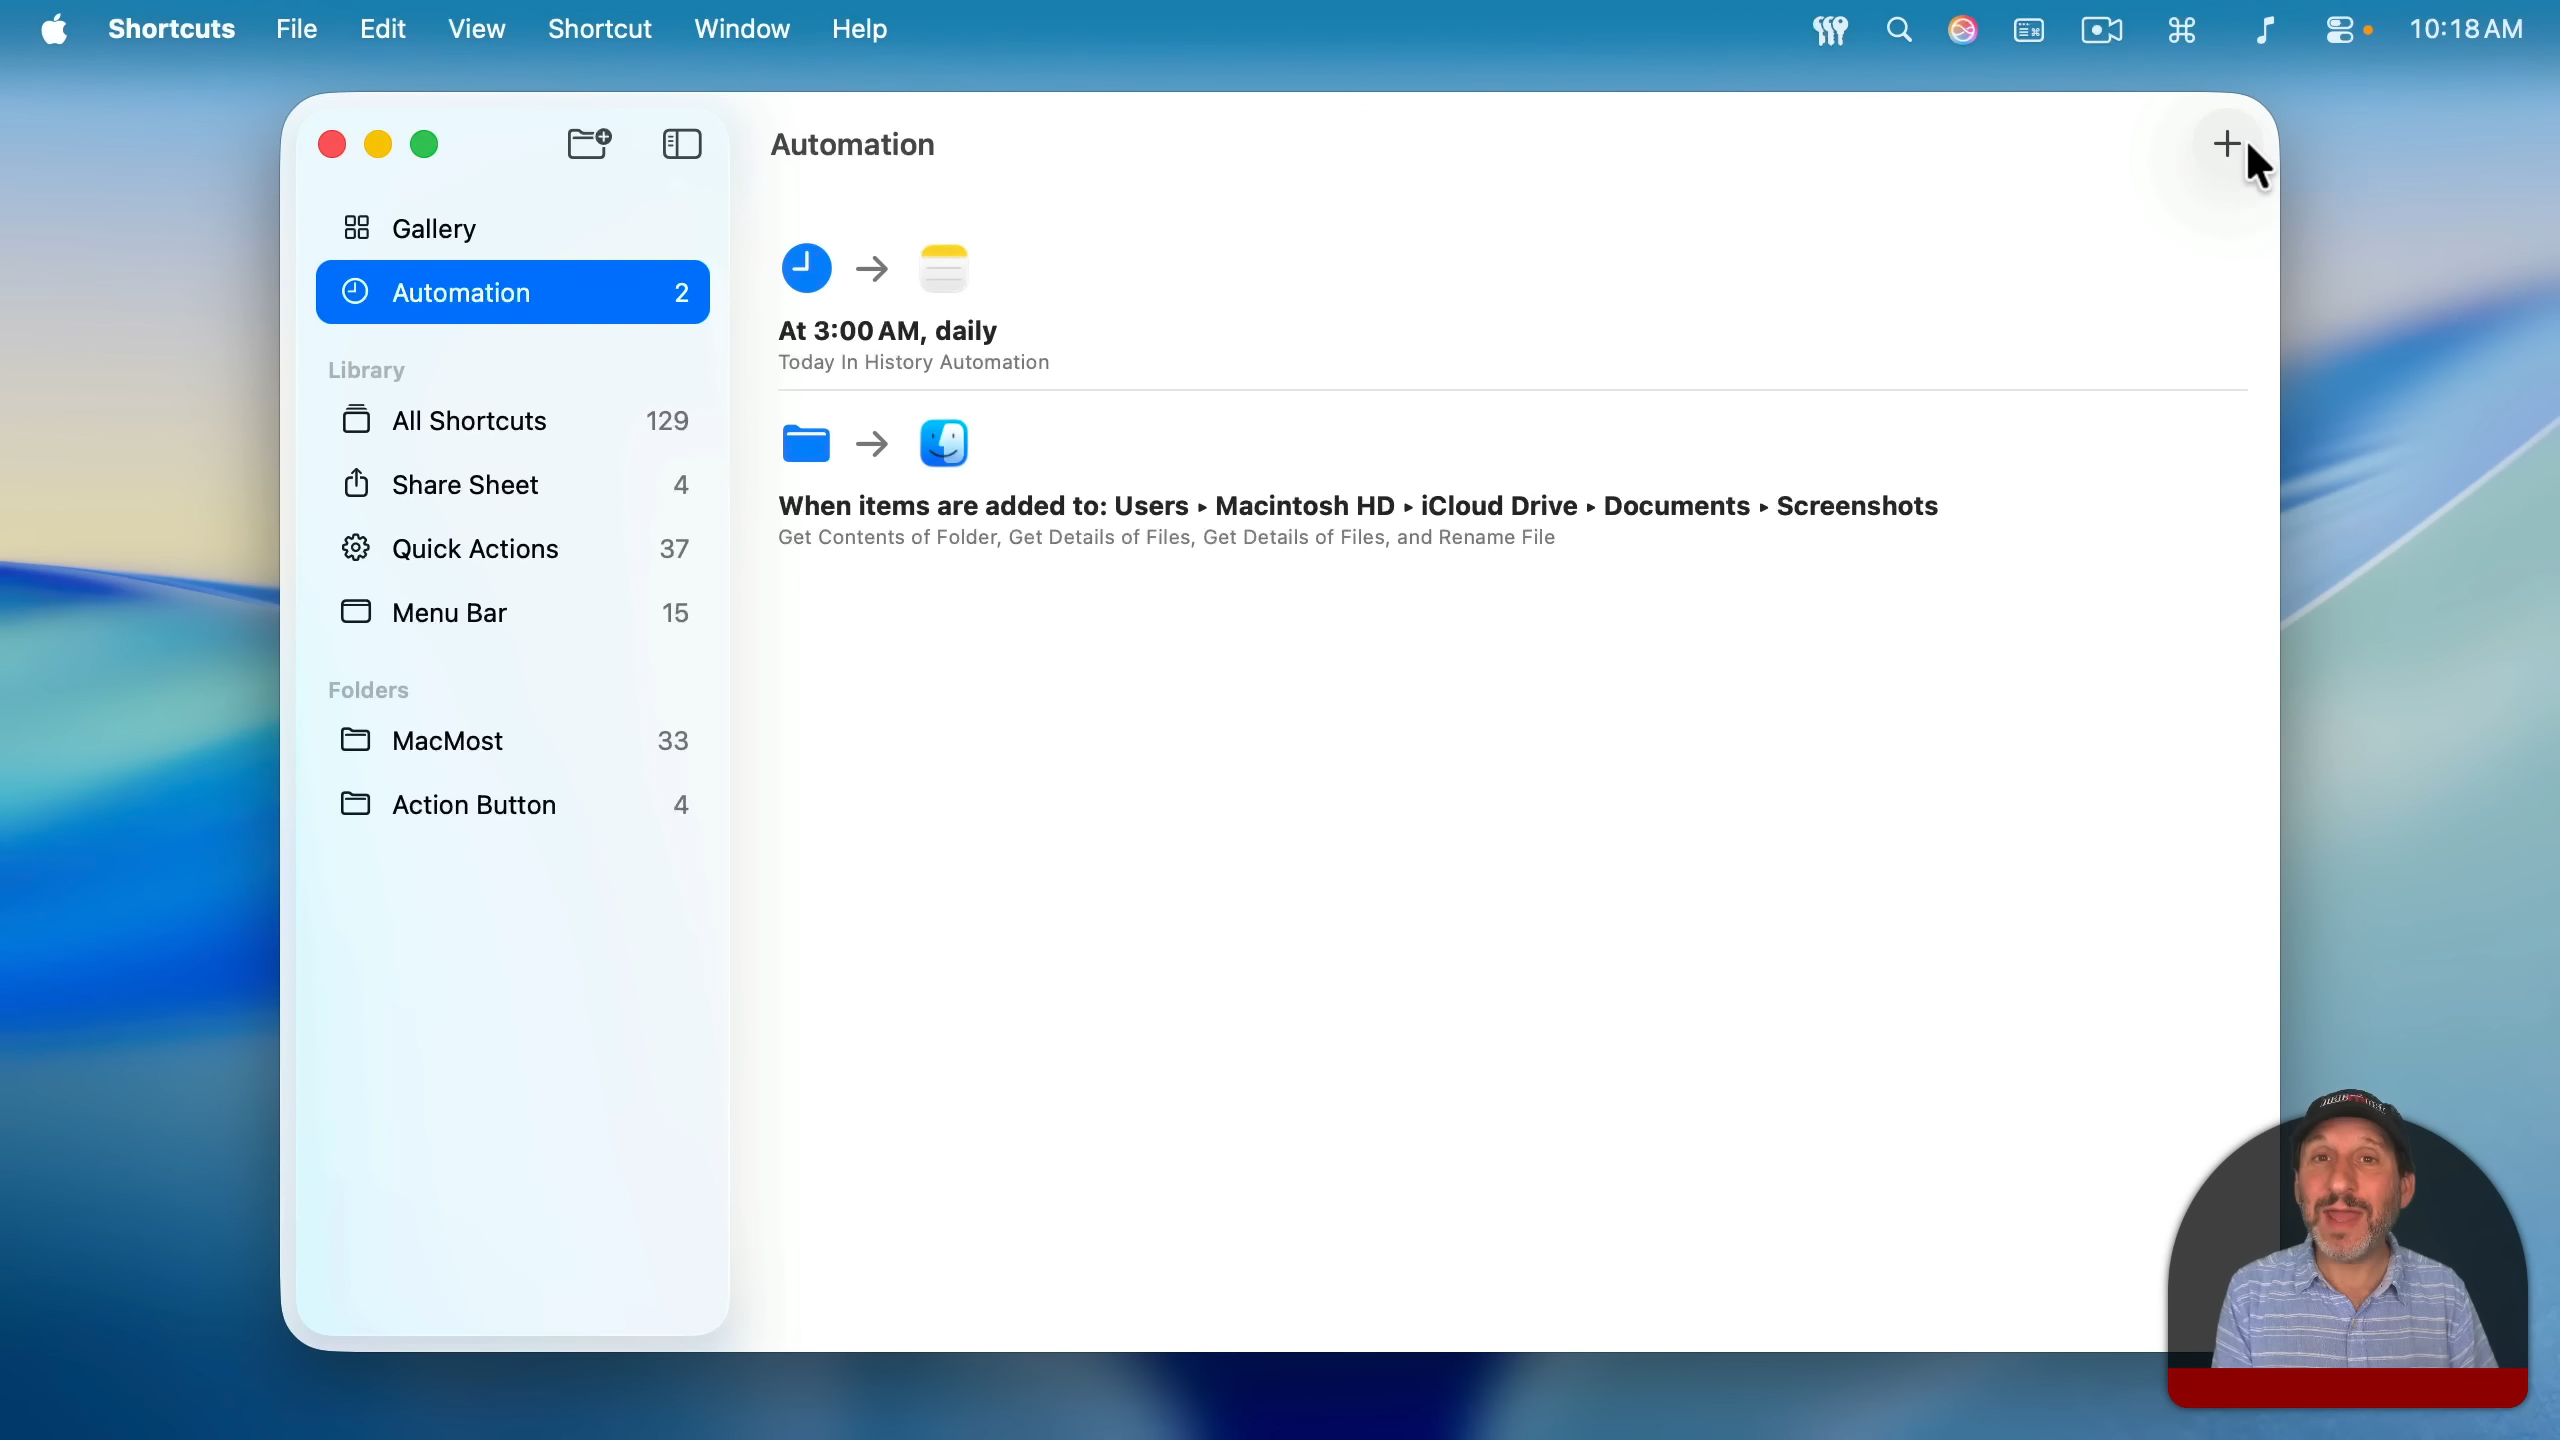 Shortcuts File Edit View Shortcut Window Help 10:18 AM
Automation
Gallery
Automation 2
Library
All Shortcuts 129
Share Sheet 4
Quick Actions 37
Menu Bar 15
Folders
MacMost 33
Action Button 4
At 3:00 AM, daily
Today In History Automation
When items are added to: Users ▸ Macintosh HD ▸ iCloud Drive ▸ Documents ▸ Screenshots
Get Contents of Folder, Get Details of Files, Get Details of Files, and Rename File